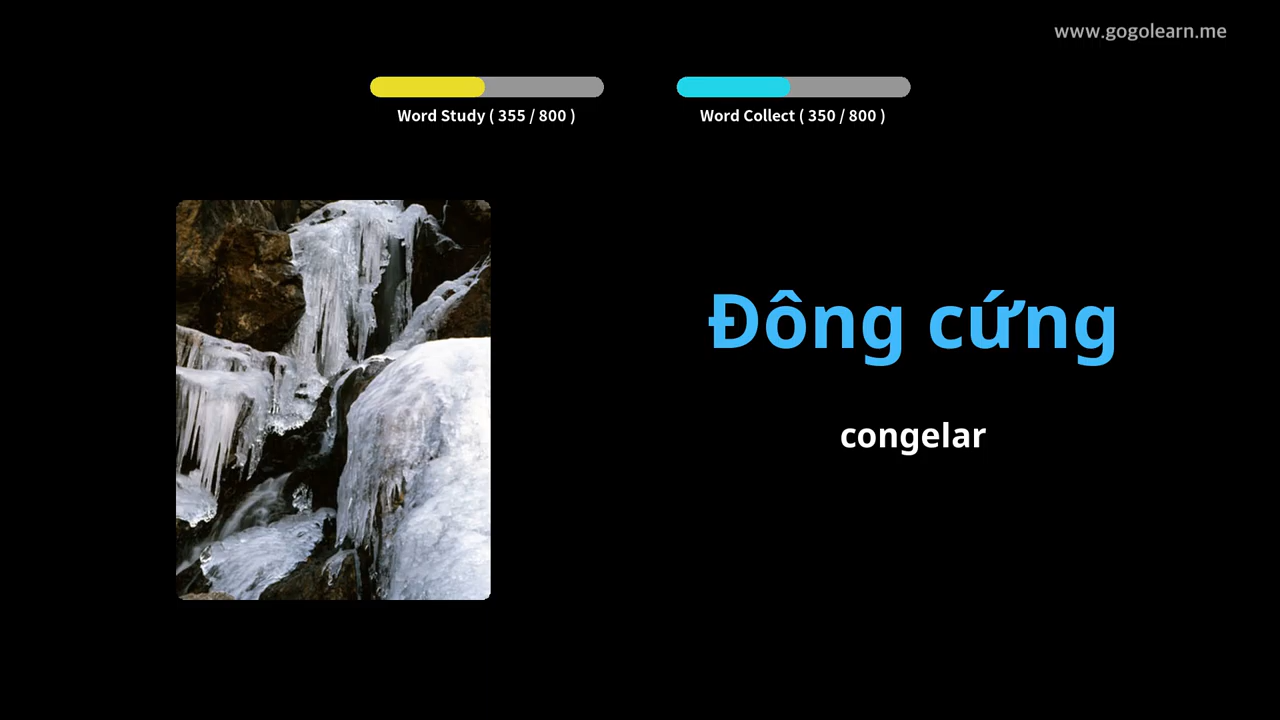 www.gogolearn.me
Word Study ( 355 / 800 )
Word Collect ( 350 / 800 )
Đông cứng
congelar